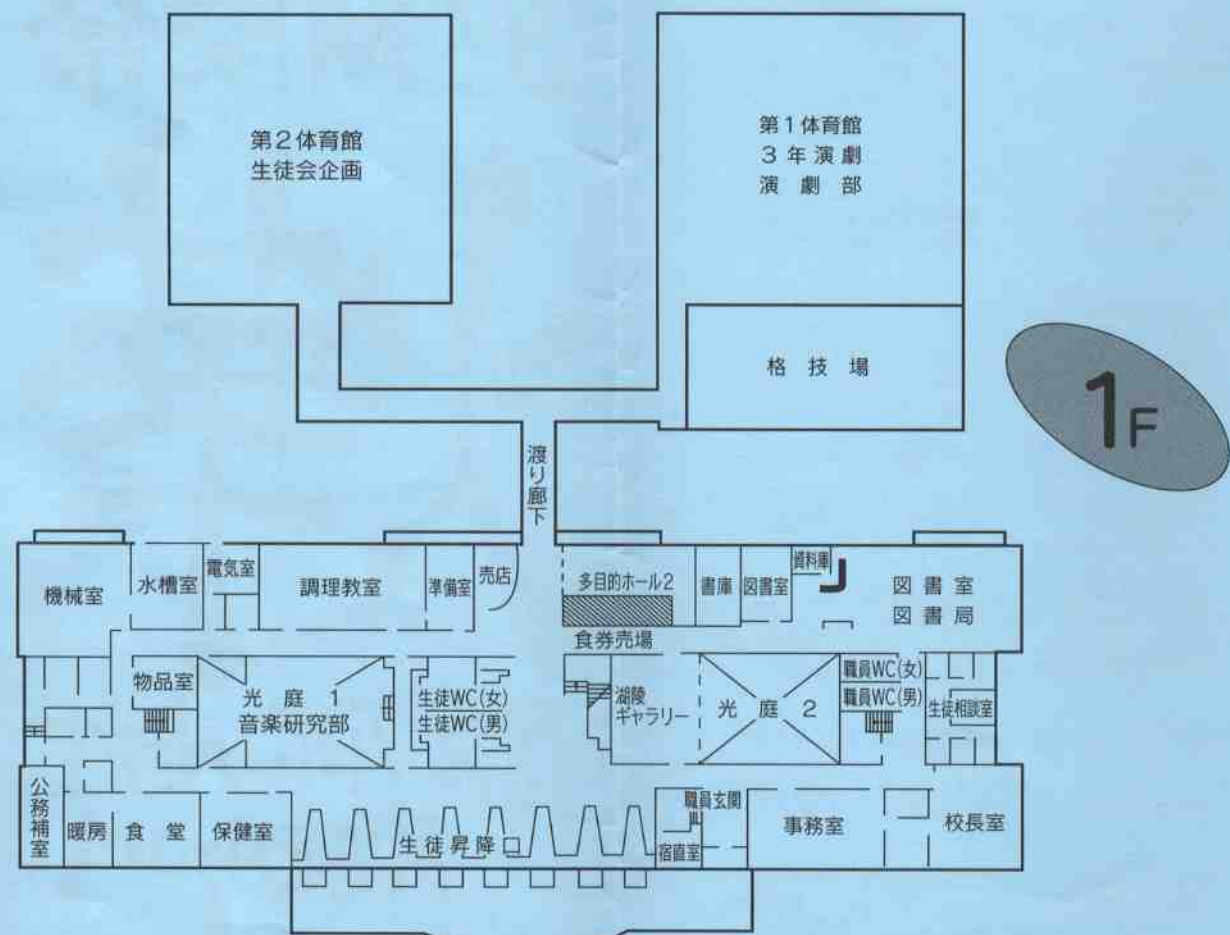 第2体育館
生徒会企画
第1体育館
3年演劇
演劇部
格技場
1F
渡り廊下
機械室
水槽室
電気室
調理教室
準備室
売店
多目的ホール2
書庫
図書室
資料庫
図書室
図書局
食券売場
物品室
光庭1
音楽研究部
生徒WC(女)
生徒WC(男)
湖陵
ギャラリー
光庭2
職員WC(女)
職員WC(男)
生徒相談室
公務補室
暖房
食堂
保健室
生徒昇降口
宿直室
職員玄関
事務室
校長室